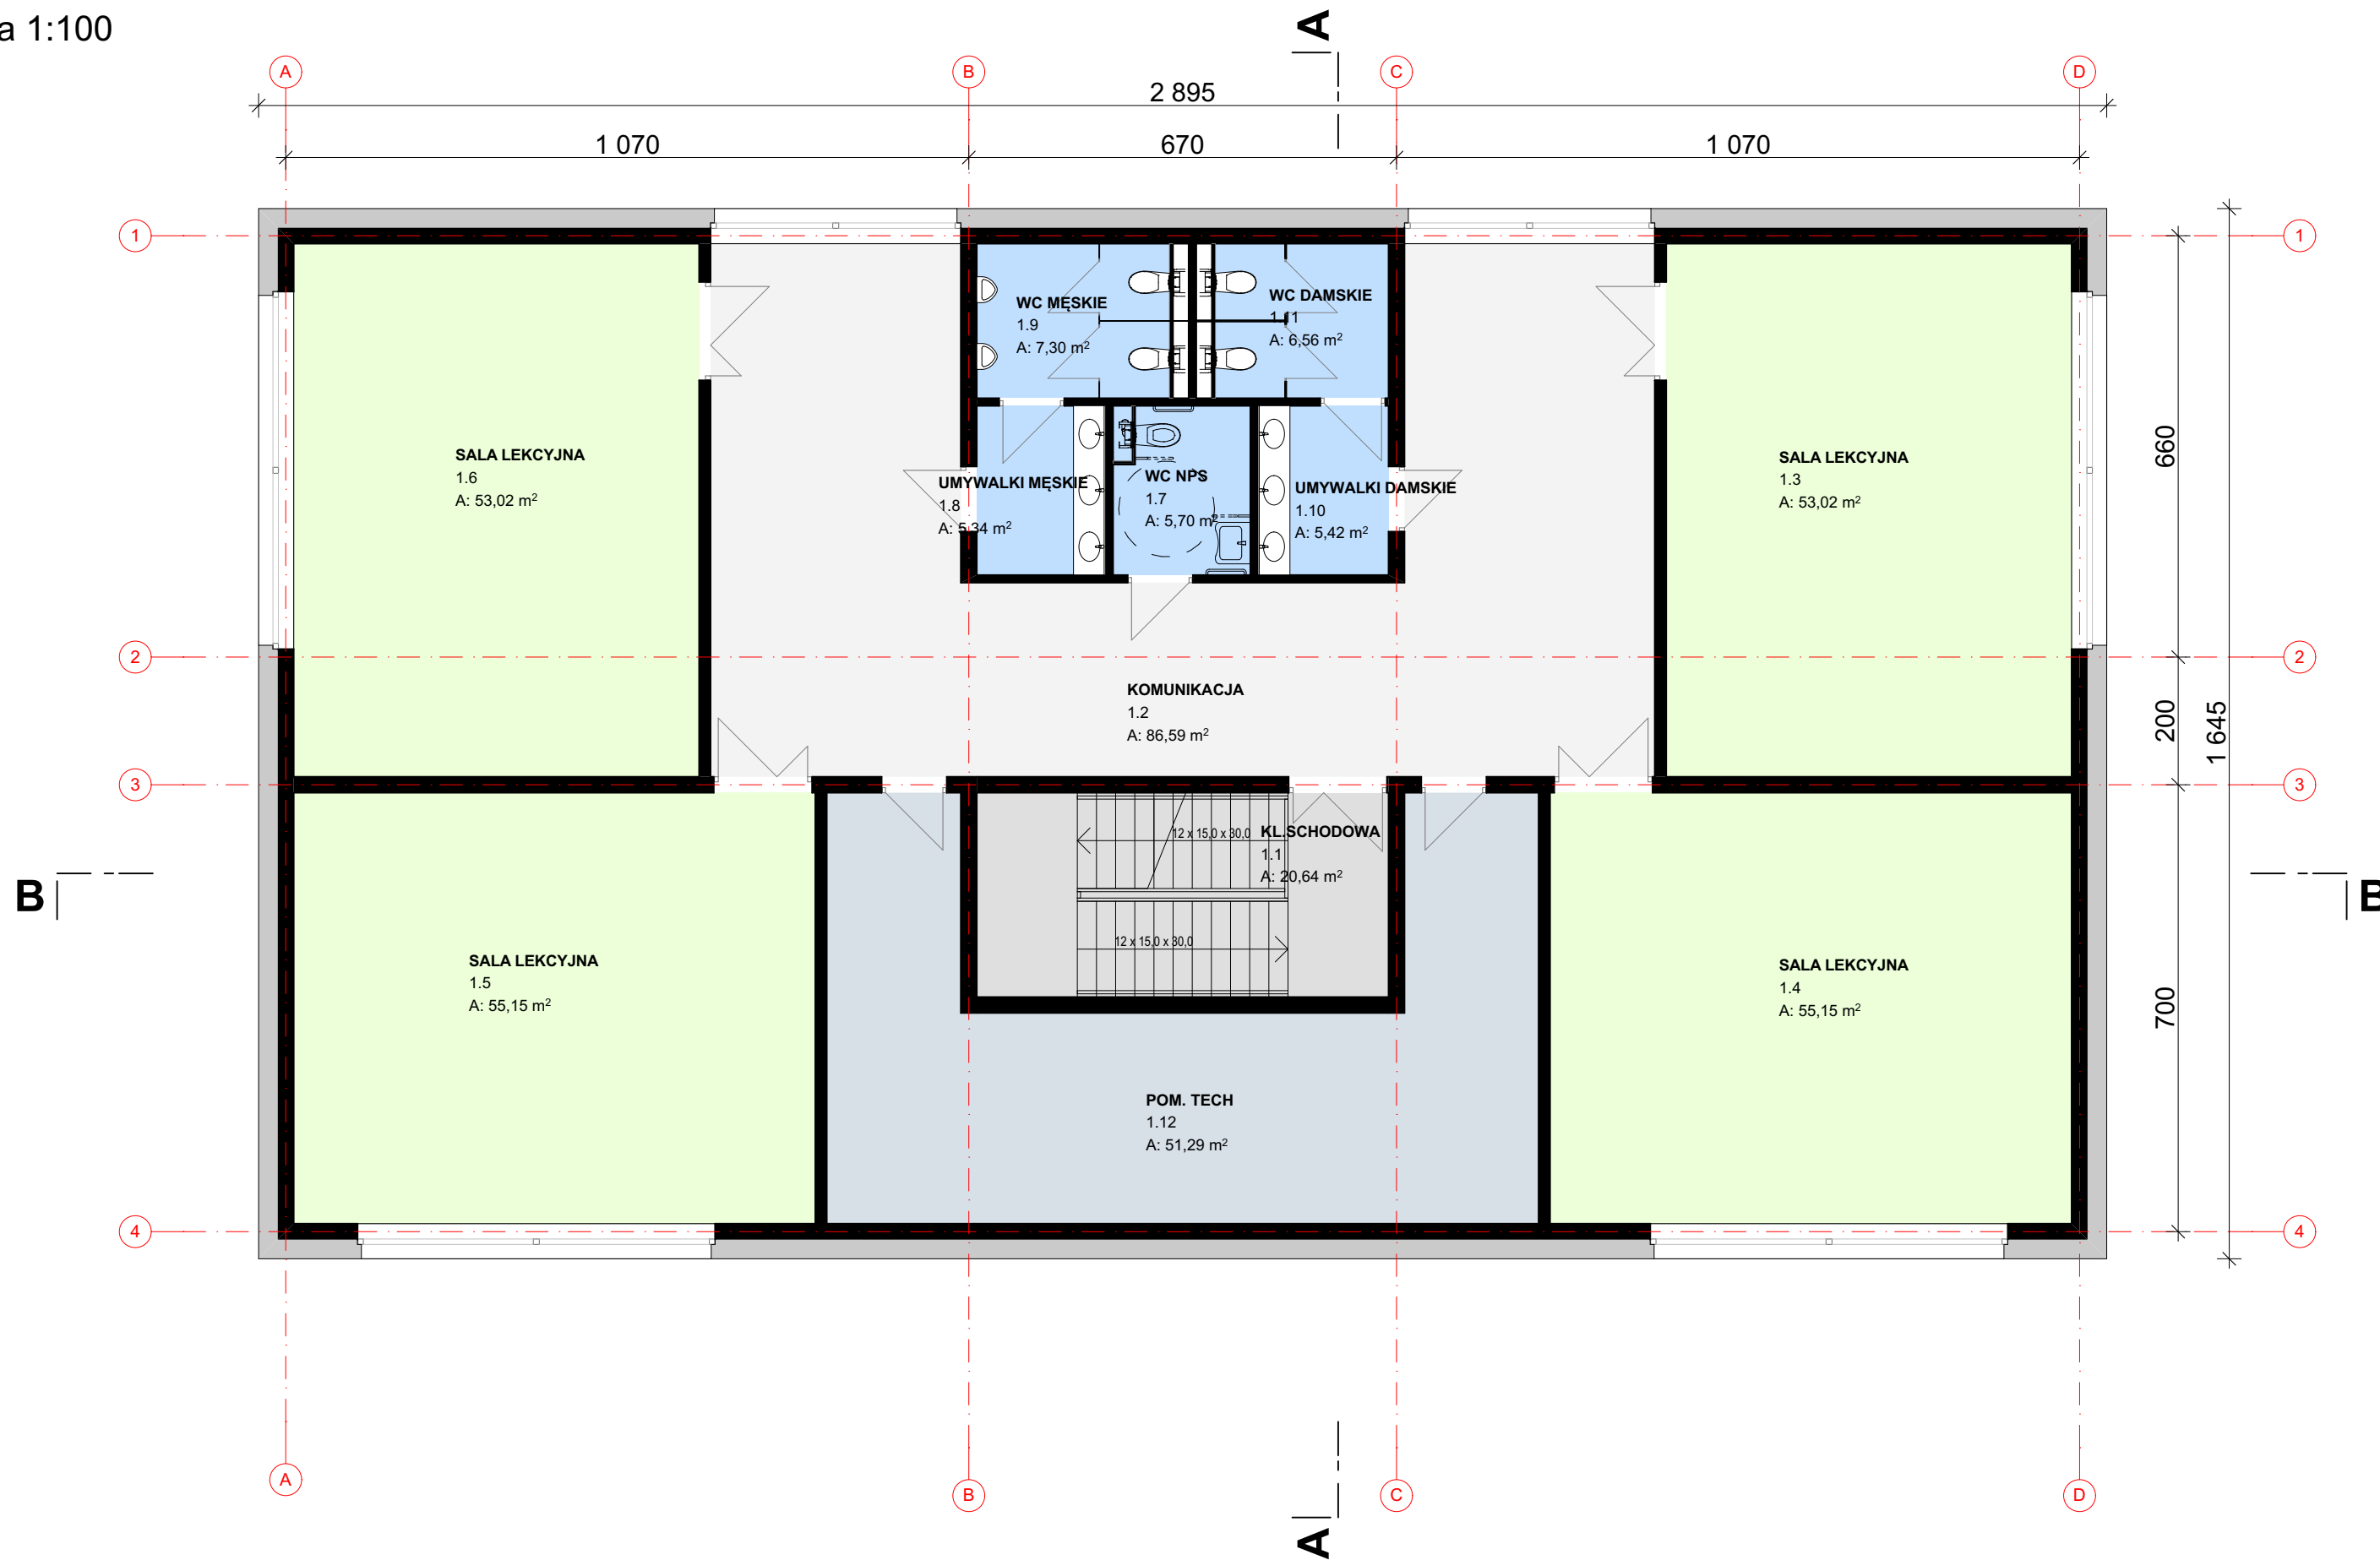 a 1:100
A
A
B
C
D
2 895
1 070
670
1 070
1
1
WC MĘSKIE
1.9
A: 7,30 m²
WC DAMSKIE
1.11
A: 6,56 m²
SALA LEKCYJNA
1.6
A: 53,02 m²
UMYWALKI MĘSKIE
1.8
A: 5,34 m²
WC NPS
1.7
A: 5,70 m²
UMYWALKI DAMSKIE
1.10
A: 5,42 m²
SALA LEKCYJNA
1.3
A: 53,02 m²
660
2
2
KOMUNIKACJA
1.2
A: 86,59 m²
200
1 645
3
3
12 x 15,0 x 30,0
KL.SCHODOWA
1.1
A: 20,64 m²
B
B
12 x 15,0 x 30,0
SALA LEKCYJNA
1.5
A: 55,15 m²
SALA LEKCYJNA
1.4
A: 55,15 m²
700
POM. TECH
1.12
A: 51,29 m²
4
4
A
B
C
D
A